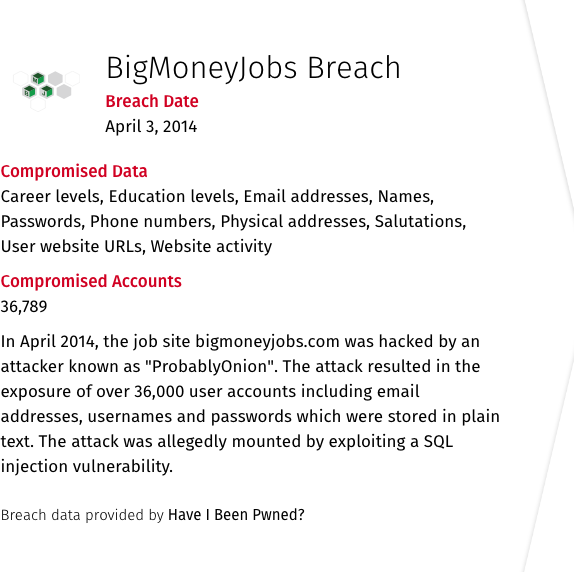 BigMoneyJobs Breach
Breach Date
April 3, 2014
Compromised Data
Career levels, Education levels, Email addresses, Names,
Passwords, Phone numbers, Physical addresses, Salutations,
User website URLs, Website activity
Compromised Accounts
36,789
In April 2014, the job site bigmoneyjobs.com was hacked by an
attacker known as "ProbablyOnion". The attack resulted in the
exposure of over 36,000 user accounts including email
addresses, usernames and passwords which were stored in plain
text. The attack was allegedly mounted by exploiting a SQL
injection vulnerability.
Breach data provided by Have I Been Pwned?